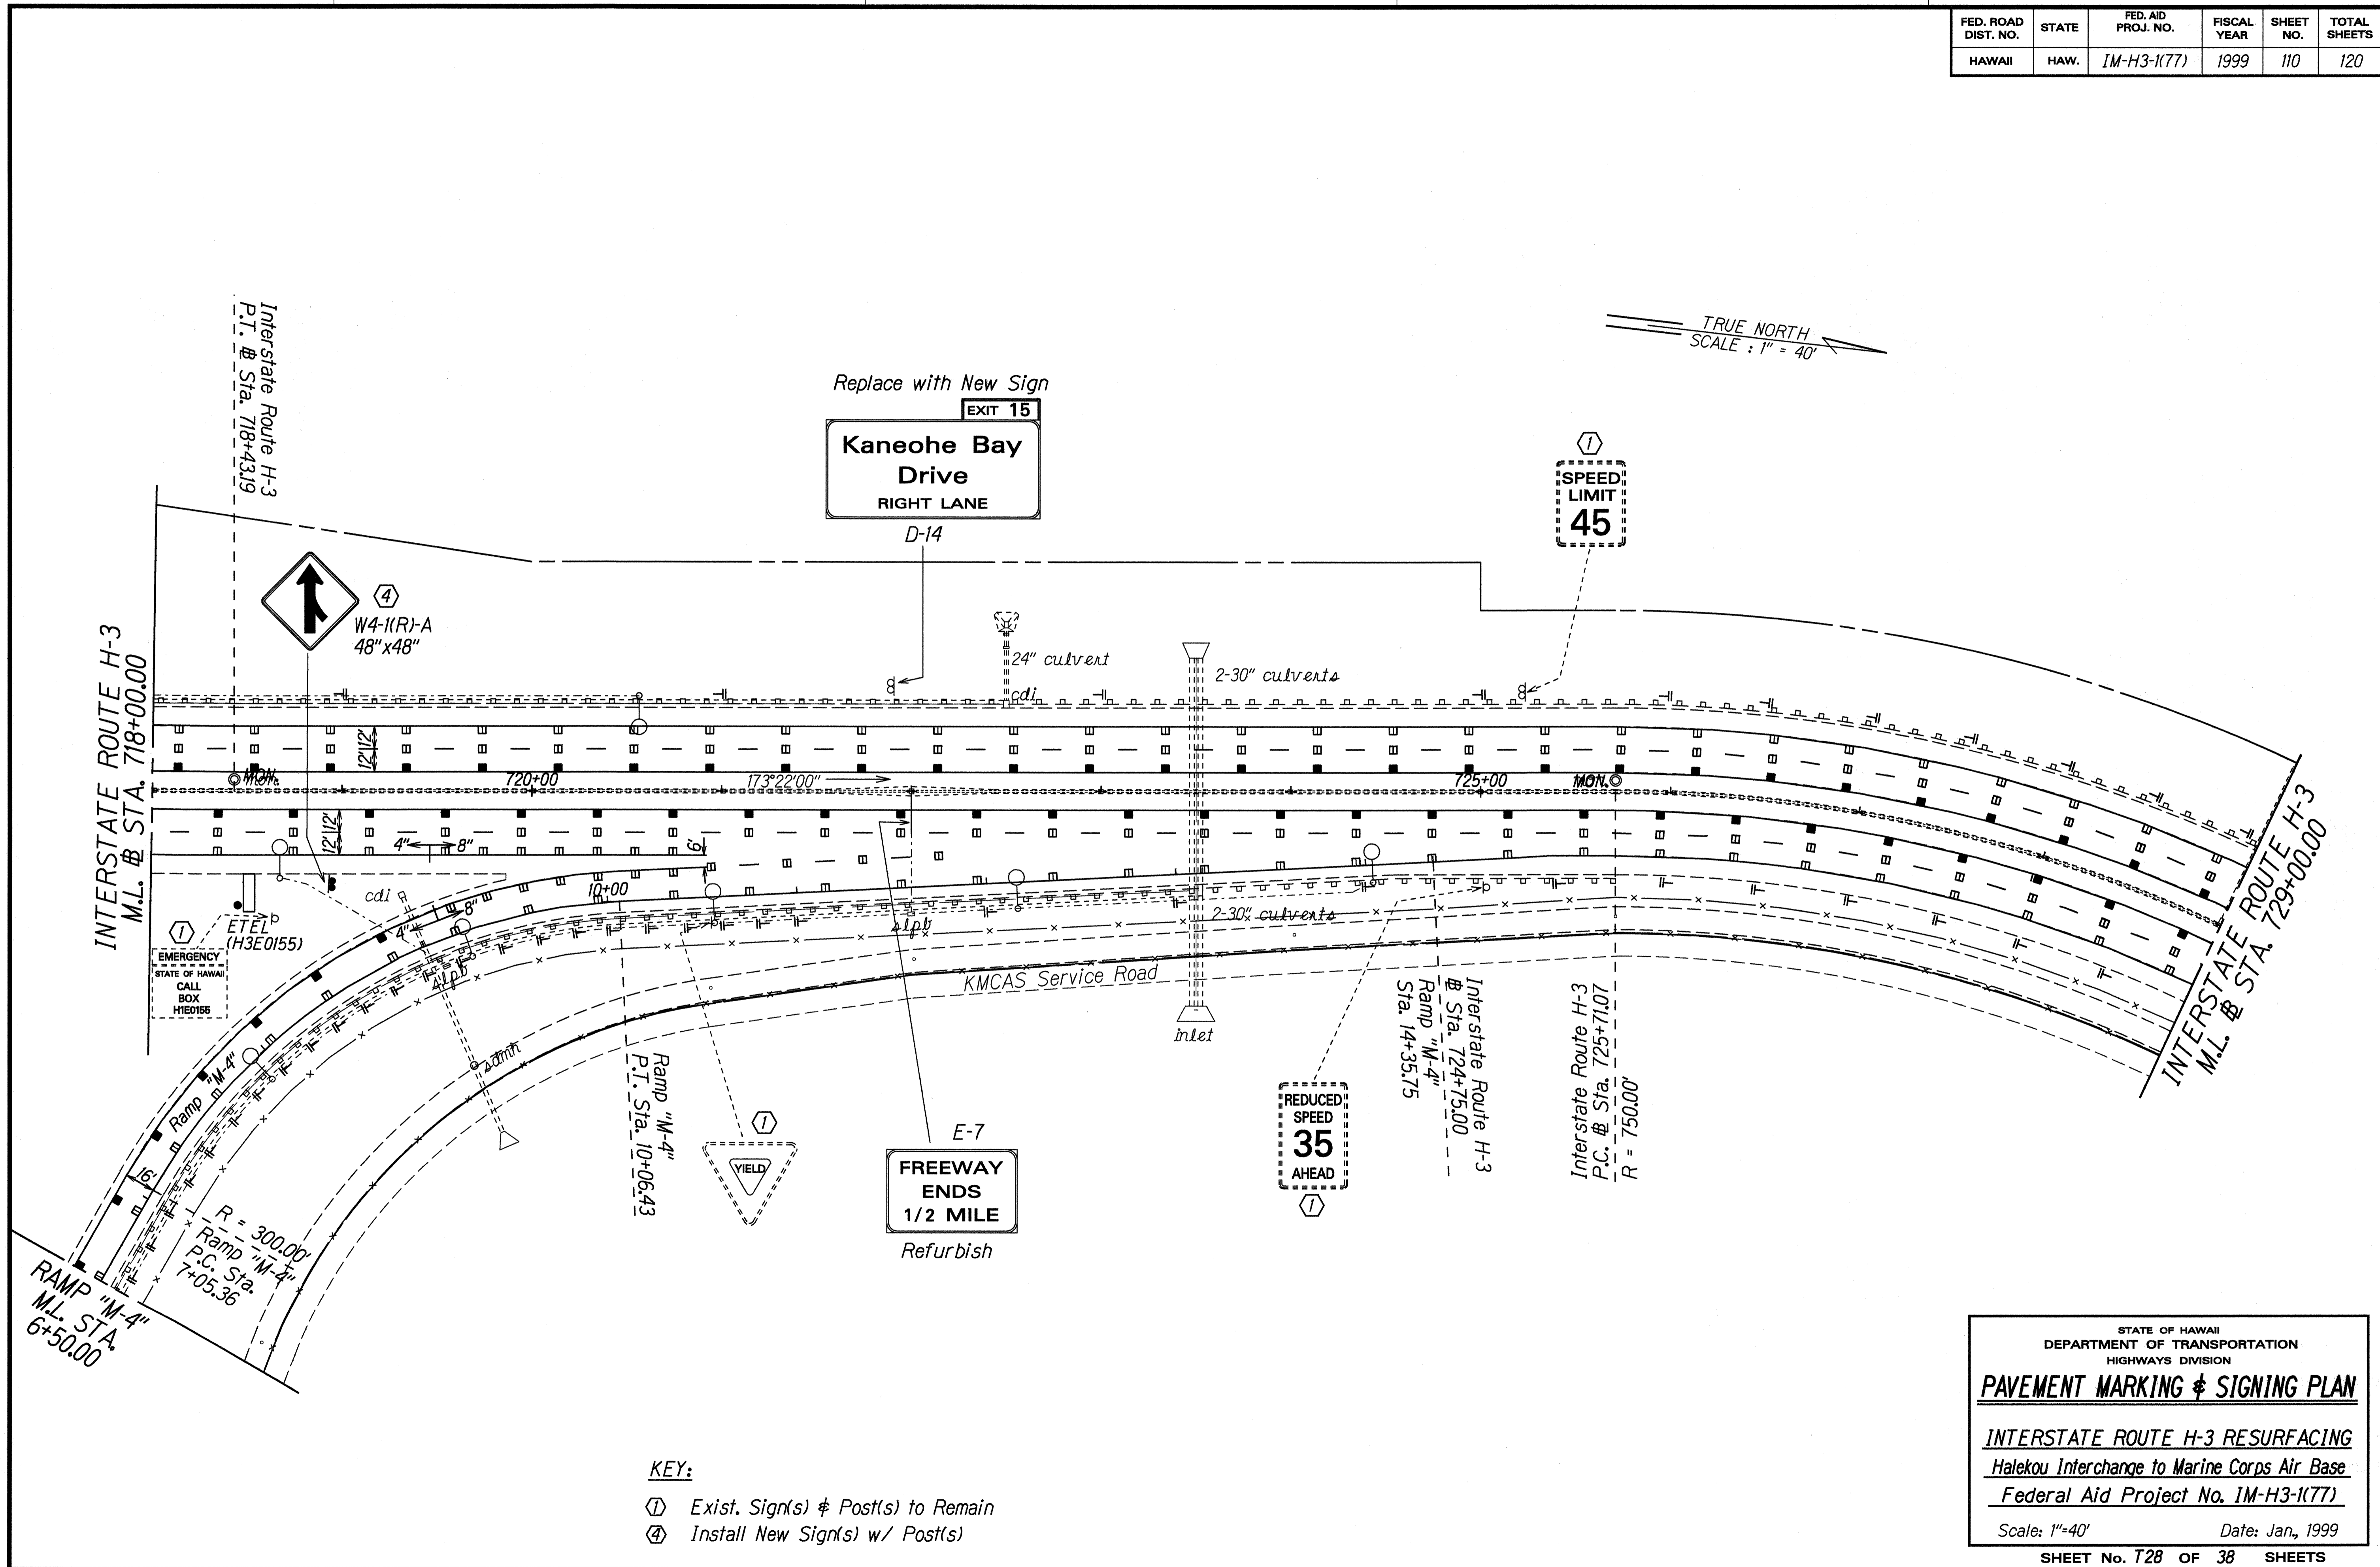 FED. ROAD DIST. NO.
STATE
FED. AID PROJ. NO.
FISCAL YEAR
SHEET NO.
TOTAL SHEETS
HAWAII
HAW.
IM-H3-1(77)
1999
110
120
TRUE NORTH
SCALE : 1" = 40'
Interstate Route H-3
P.T. ⅊ Sta. 718+43.19
Replace with New Sign
EXIT 15
Kaneohe Bay
Drive
RIGHT LANE
D-14
1
SPEED
LIMIT
45
4
W4-1(R)-A
48"x48"
INTERSTATE ROUTE H-3
M.L. ⅊ STA. 718+00.00
24" culvert
cdi
2-30" culverts
12' 12'
MON.
720+00
173°22'00"
725+00
MON.
12' 12'
4" 8"
6'
10+00
cdi
8"
4"
1
ETEL
(H3E0155)
EMERGENCY
STATE OF HAWAII
CALL
BOX
H1E0155
slpb
slpb
2-30" culverts
KMCAS Service Road
sdmh
inlet
Ramp "M-4"
16'
R = 300.00'
Ramp "M-4"
P.C. Sta.
7+05.36
RAMP "M-4"
M.L. STA.
6+50.00
Ramp "M-4"
P.T. Sta. 10+06.43
1
YIELD
E-7
FREEWAY
ENDS
1/2 MILE
Refurbish
REDUCED
SPEED
35
AHEAD
1
Interstate Route H-3
⅊ Sta. 724+75.00
Ramp "M-4"
Sta. 14+35.75
Interstate Route H-3
P.C. ⅊ Sta. 725+71.07
R = 750.00'
INTERSTATE ROUTE H-3
M.L. ⅊ STA. 729+00.00
KEY:
1 Exist. Sign(s) & Post(s) to Remain
4 Install New Sign(s) w/ Post(s)
STATE OF HAWAII
DEPARTMENT OF TRANSPORTATION
HIGHWAYS DIVISION
PAVEMENT MARKING & SIGNING PLAN
INTERSTATE ROUTE H-3 RESURFACING
Halekou Interchange to Marine Corps Air Base
Federal Aid Project No. IM-H3-1(77)
Scale: 1"=40' Date: Jan., 1999
SHEET No. T28 OF 38 SHEETS